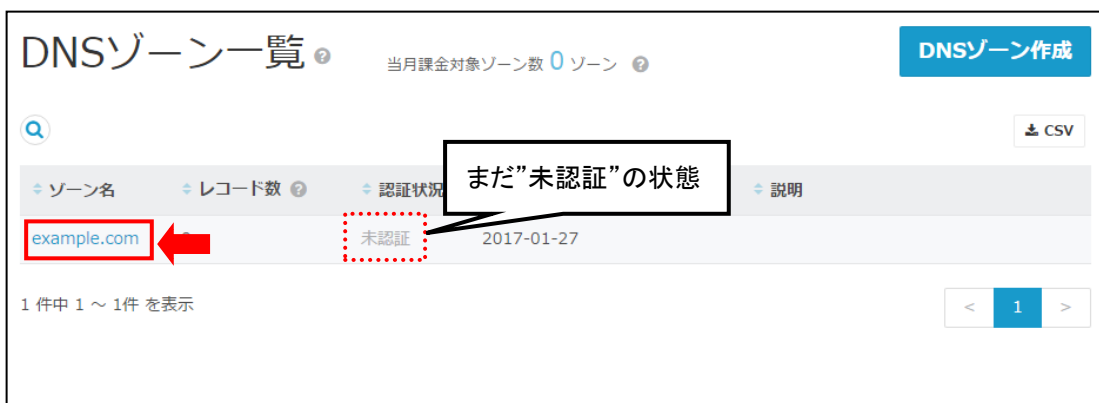 DNSゾーン一覧
当月課金対象ゾーン数 0 ゾーン
DNSゾーン作成
CSV
まだ”未認証”の状態
ゾーン名 レコード数 認証状況 説明
example.com 未認証 2017-01-27
1 件中 1 ～ 1件 を表示
< 1 >